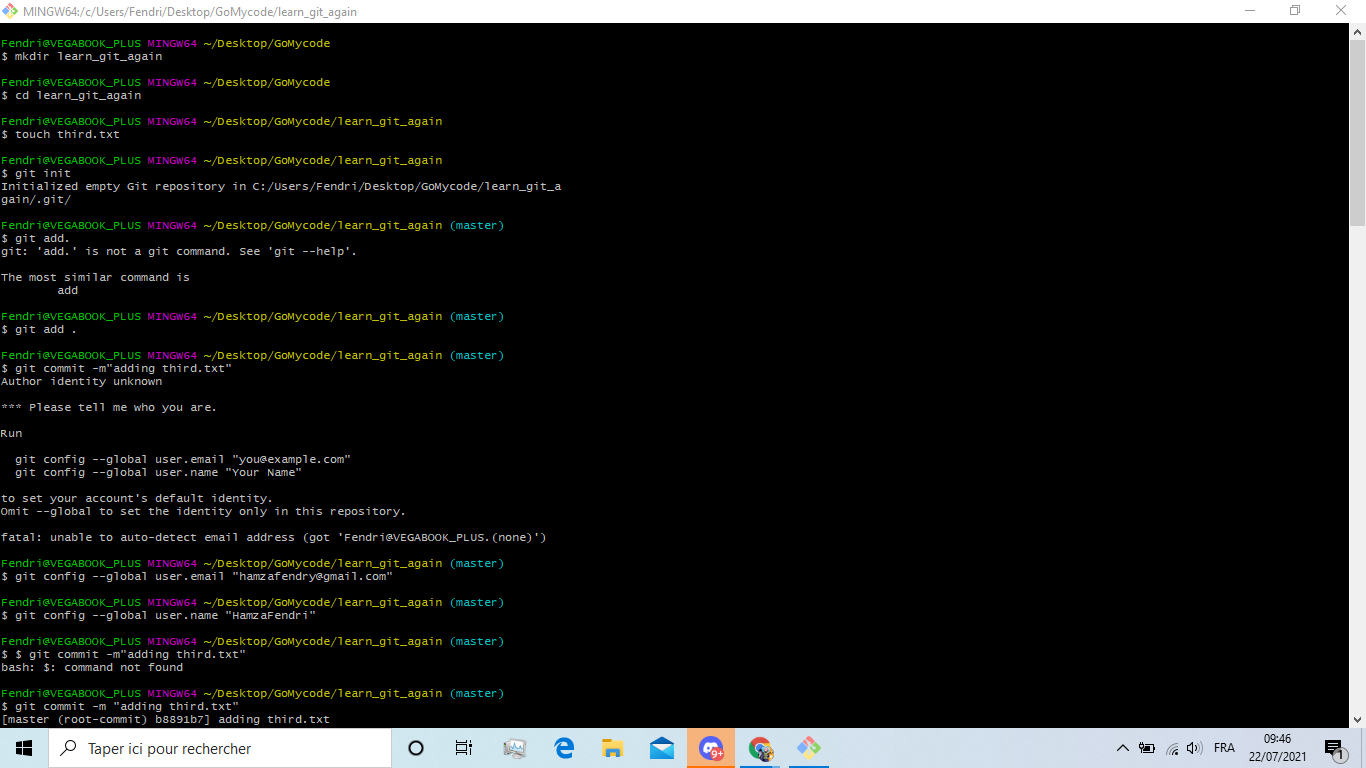 MINGW64:/c/Users/Fendri/Desktop/GoMycode/learn_git_again
Fendri@VEGABOOK_PLUS MINGW64 ~/Desktop/GoMycode
$ mkdir learn_git_again
Fendri@VEGABOOK_PLUS MINGW64 ~/Desktop/GoMycode
$ cd learn_git_again
Fendri@VEGABOOK_PLUS MINGW64 ~/Desktop/GoMycode/learn_git_again
$ touch third.txt
Fendri@VEGABOOK_PLUS MINGW64 ~/Desktop/GoMycode/learn_git_again
$ git init
Initialized empty Git repository in C:/Users/Fendri/Desktop/GoMycode/learn_git_a
gain/.git/
Fendri@VEGABOOK_PLUS MINGW64 ~/Desktop/GoMycode/learn_git_again (master)
$ git add.
git: 'add.' is not a git command. See 'git --help'.
The most similar command is
add
Fendri@VEGABOOK_PLUS MINGW64 ~/Desktop/GoMycode/learn_git_again (master)
$ git add .
Fendri@VEGABOOK_PLUS MINGW64 ~/Desktop/GoMycode/learn_git_again (master)
$ git commit -m"adding third.txt"
Author identity unknown
*** Please tell me who you are.
Run
git config --global user.email "you@example.com"
git config --global user.name "Your Name"
to set your account's default identity.
Omit --global to set the identity only in this repository.
fatal: unable to auto-detect email address (got 'Fendri@VEGABOOK_PLUS.(none)')
Fendri@VEGABOOK_PLUS MINGW64 ~/Desktop/GoMycode/learn_git_again (master)
$ git config --global user.email "hamzafendry@gmail.com"
Fendri@VEGABOOK_PLUS MINGW64 ~/Desktop/GoMycode/learn_git_again (master)
$ git config --global user.name "HamzaFendri"
Fendri@VEGABOOK_PLUS MINGW64 ~/Desktop/GoMycode/learn_git_again (master)
$ $ git commit -m"adding third.txt"
bash: $: command not found
Fendri@VEGABOOK_PLUS MINGW64 ~/Desktop/GoMycode/learn_git_again (master)
$ git commit -m "adding third.txt"
[master (root-commit) b8891b7] adding third.txt
Taper ici pour rechercher
9+
FRA
09:46
22/07/2021
1